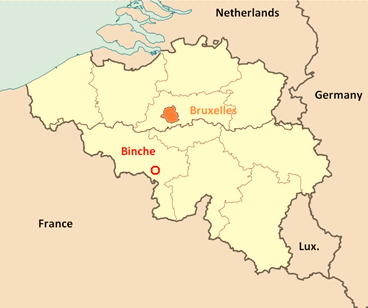 Netherlands
Germany
Bruxelles
Binche
France
Lux.